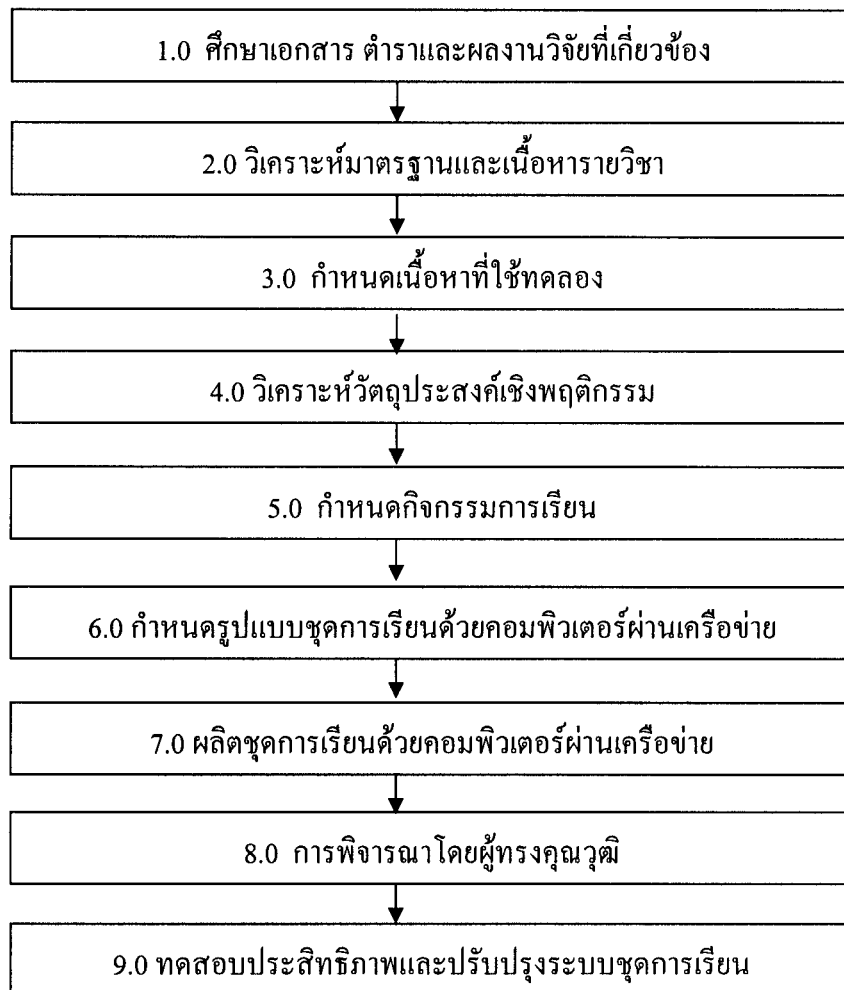 1.0 ศึกษาเอกสาร ตำราและผลงานวิจัยที่เกี่ยวข้อง
2.0 วิเคราะห์มาตรฐานและเนื้อหารายวิชา
3.0 กำหนดเนื้อหาที่ใช้ทดลอง
4.0 วิเคราะห์วัตถุประสงค์เชิงพฤติกรรม
5.0 กำหนดกิจกรรมการเรียน
6.0 กำหนดรูปแบบชุดการเรียนด้วยคอมพิวเตอร์ผ่านเครือข่าย
7.0 ผลิตชุดการเรียนด้วยคอมพิวเตอร์ผ่านเครือข่าย
8.0 การพิจารณาโดยผู้ทรงคุณวุฒิ
9.0 ทดสอบประสิทธิภาพและปรับปรุงระบบชุดการเรียน